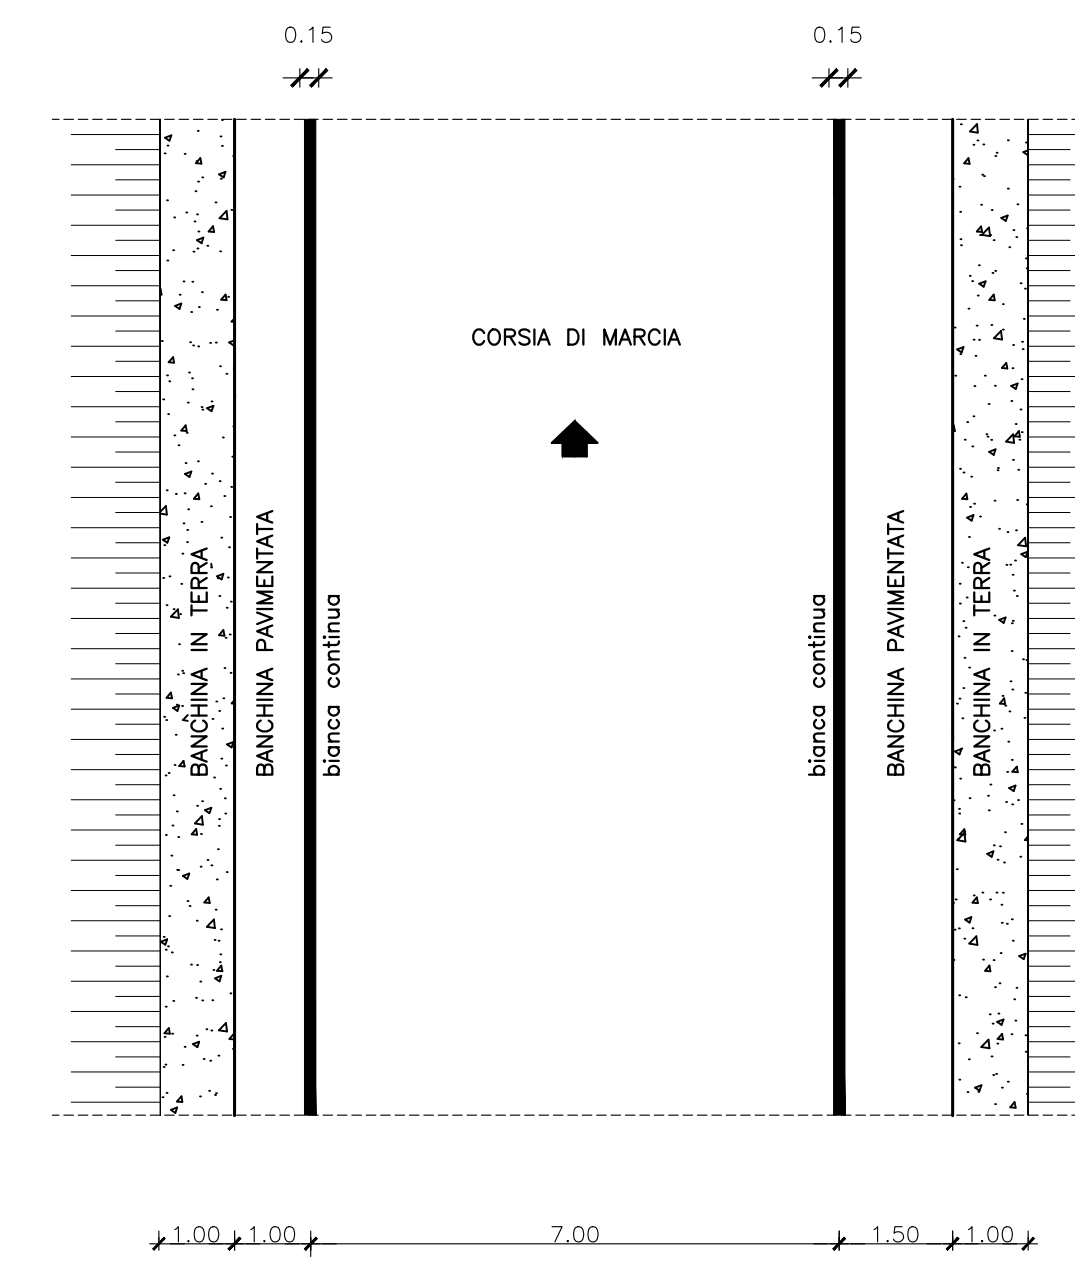 0.15
0.15
CORSIA DI MARCIA
BANCHINA IN TERRA
BANCHINA PAVIMENTATA
bianca continua
bianca continua
BANCHINA PAVIMENTATA
BANCHINA IN TERRA
1.00
1.00
7.00
1.50
1.00